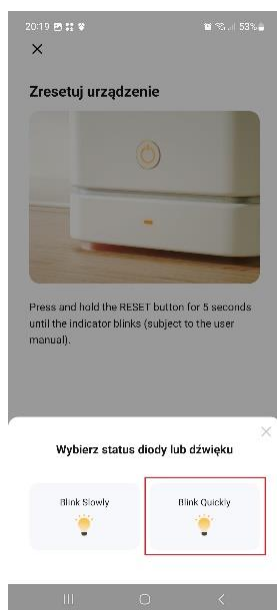 20:19 53%
Zresetuj urządzenie
Press and hold the RESET button for 5 seconds
until the indicator blinks (subject to the user
manual).
Wybierz status diody lub dźwięku
Blink Slowly
Blink Quickly